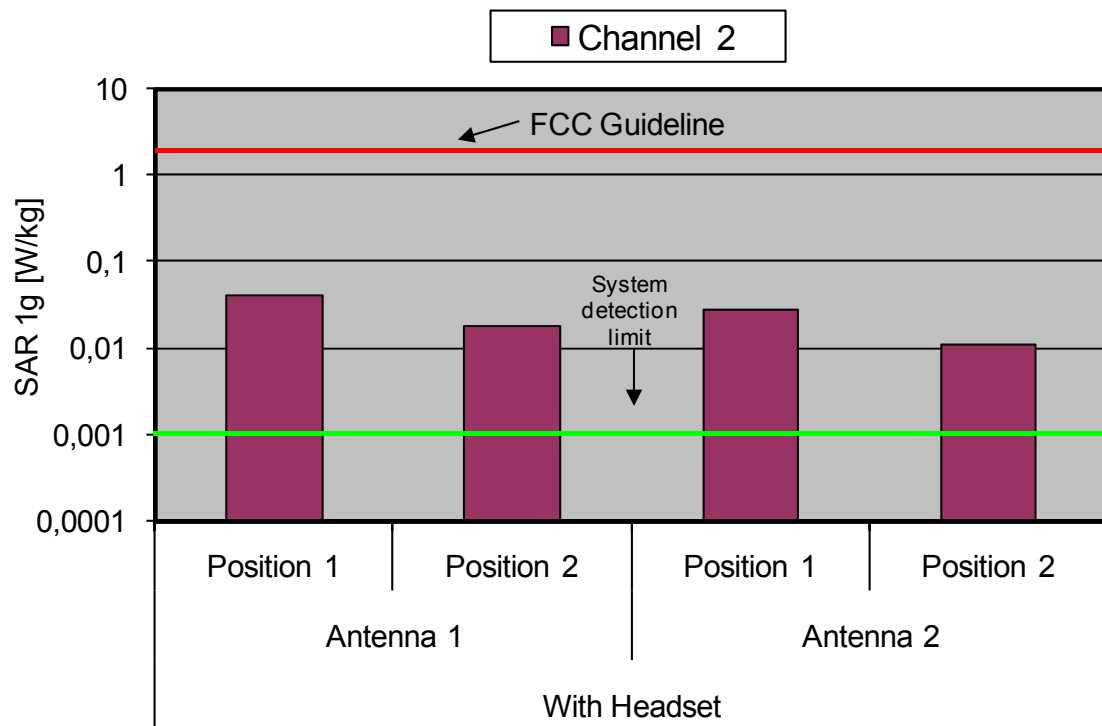 Channel 2
10
FCC Guideline
1
0,1
System
detection
limit
0,01
0,001
0,0001
SAR 1g [W/kg]
Position 1
Position 2
Position 1
Position 2
Antenna 1
Antenna 2
With Headset